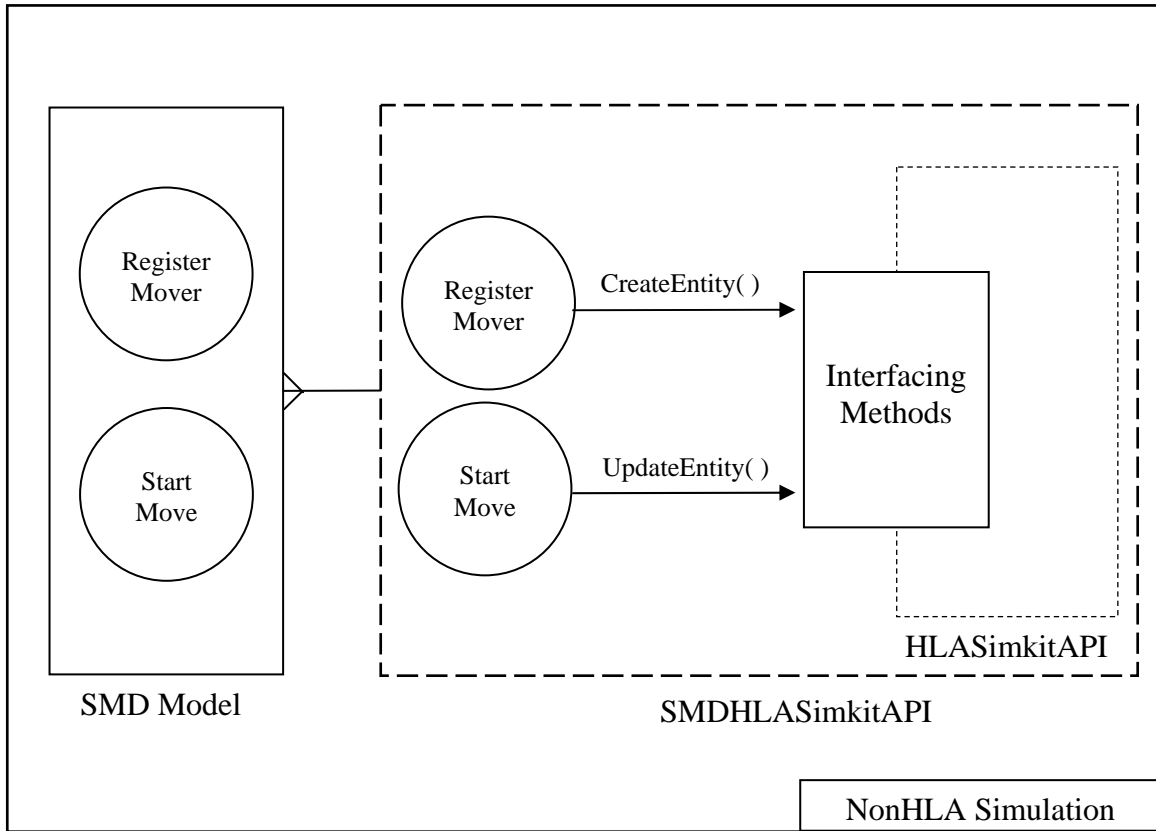 Register
Mover
Start
Move
SMD Model
Register
Mover
CreateEntity( )
Start
Move
UpdateEntity( )
Interfacing
Methods
HLASimkitAPI
SMDHLASimkitAPI
NonHLA Simulation